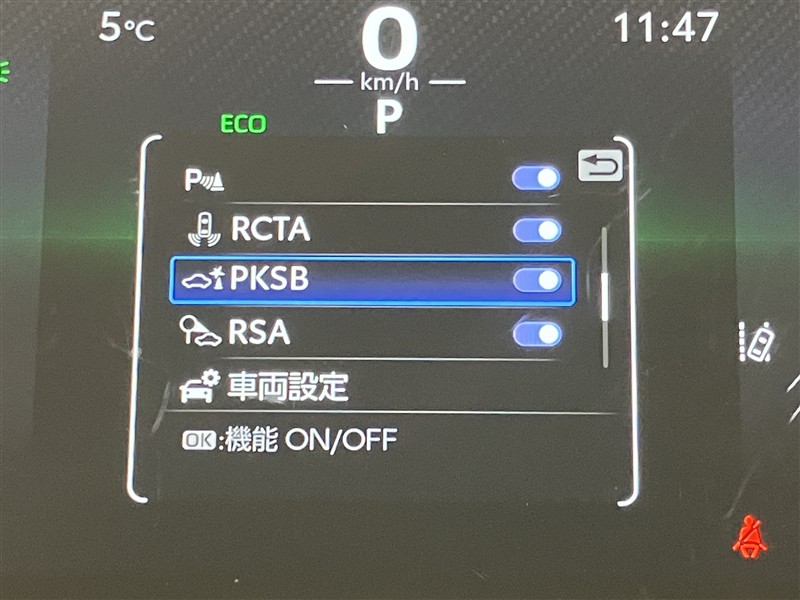 5℃ 0 11:47
km/h
P
ECO
P
RCTA
PKSB
RSA
車両設定
OK:機能 ON/OFF